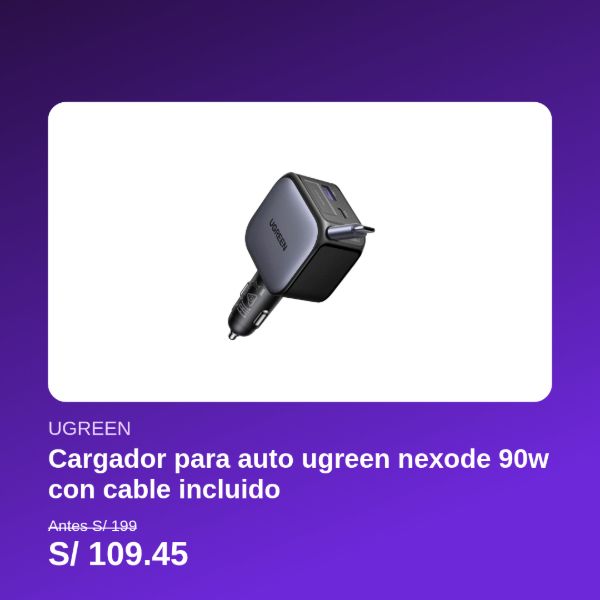 UGREEN
UGREEN
Cargador para auto ugreen nexode 90w
con cable incluido
Antes S/ 199
S/ 109.45